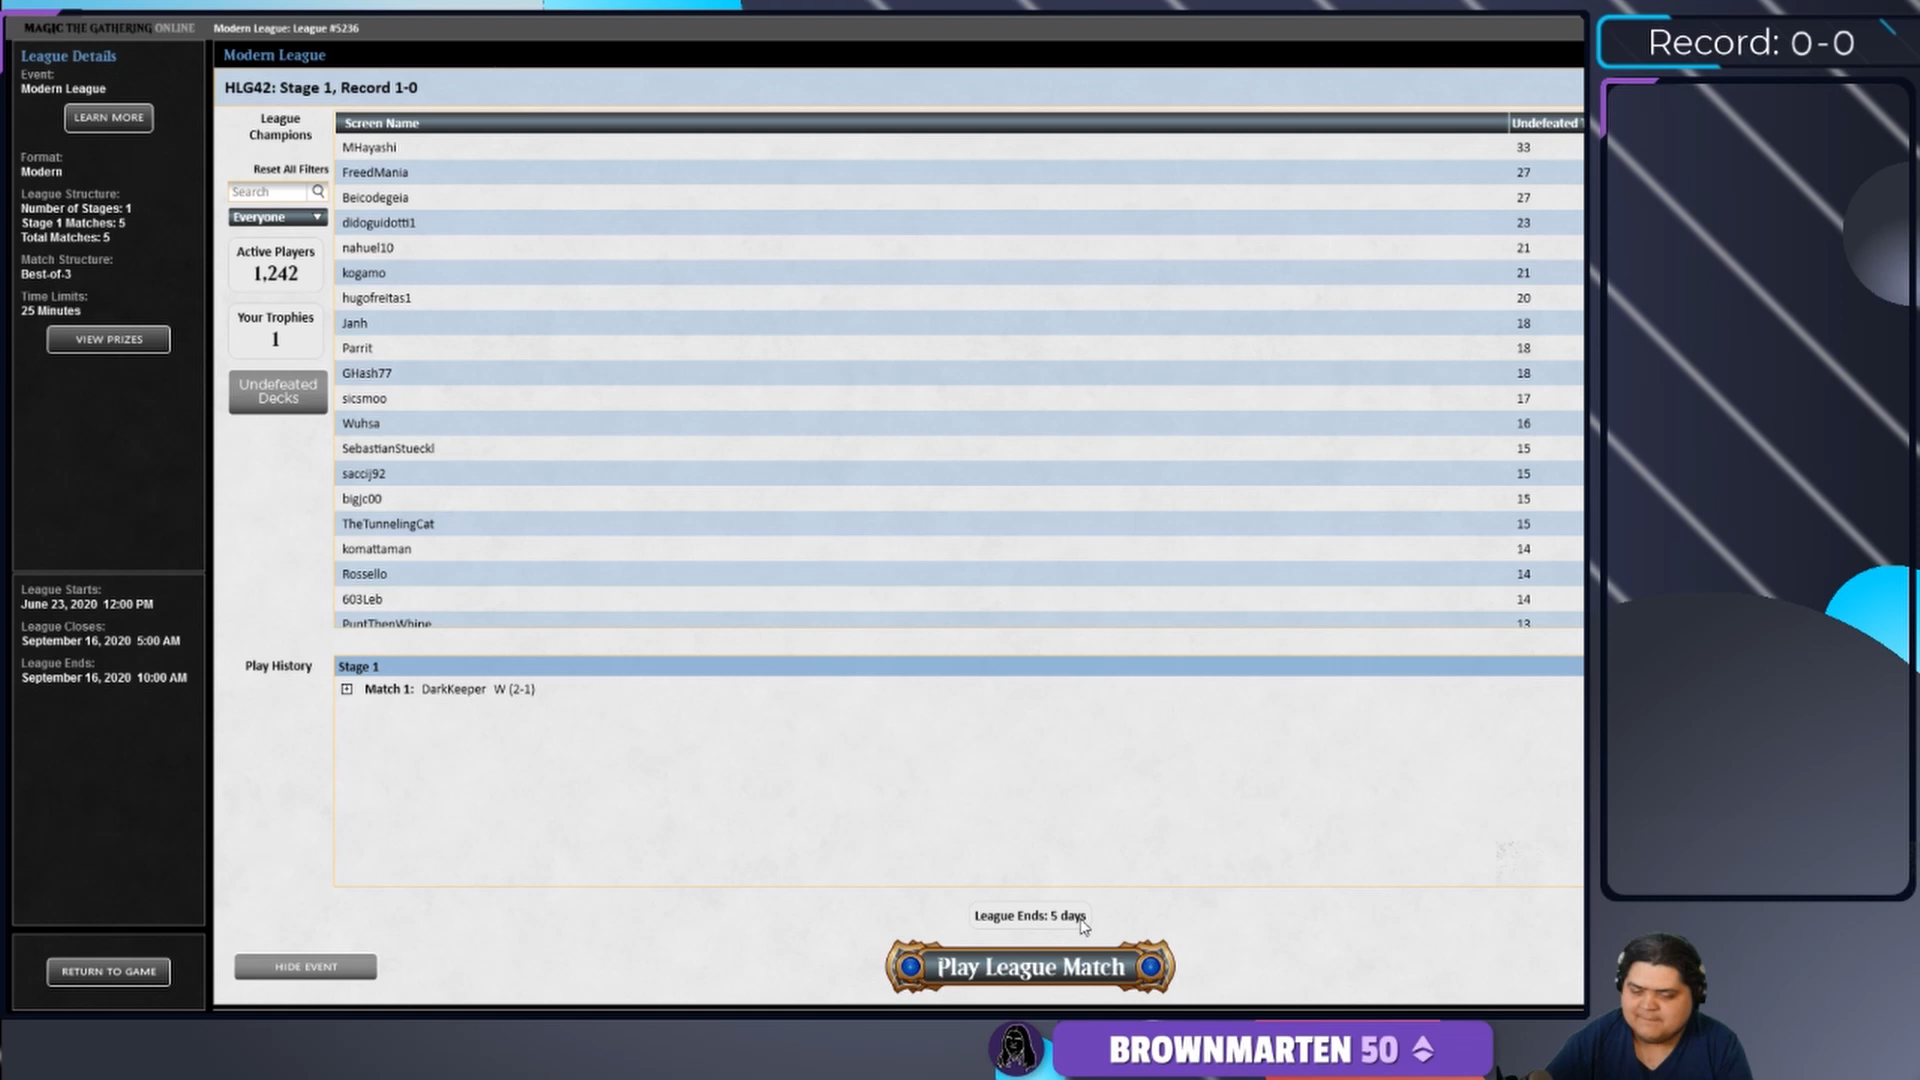 MAGIC THE GATHERING ONLINE
Modern League: League #5236
Record: 0-0
League Details
Event:
Modern League
LEARN MORE
Format:
Modern
League Structure:
Number of Stages: 1
Stage 1 Matches: 5
Total Matches: 5
Match Structure:
Best-of-3
Time Limits:
25 Minutes
VIEW PRIZES
League Starts:
June 23, 2020 12:00 PM
League Closes:
September 16, 2020 5:00 AM
League Ends:
September 16, 2020 10:00 AM
RETURN TO GAME
Modern League
HLG42: Stage 1, Record 1-0
League
Champions
Reset All Filters
Search
Everyone
Active Players
1,242
Your Trophies
1
Undefeated
Decks
Screen Name Undefeated
MHayashi 33
FreedMania 27
Beicodegeia 27
didoguidotti1 23
nahuel10 21
kogamo 21
hugofreitas1 20
Janh 18
Parrit 18
GHash77 18
sicsmoo 17
Wuhsa 16
SebastianStueckl 15
saccij92 15
bigjc00 15
TheTunnelingCat 15
komattaman 14
Rossello 14
603Leb 14
PuntThenWhine 13
Play History
Stage 1
Match 1: DarkKeeper W (2-1)
League Ends: 5 days
HIDE EVENT
Play League Match
BROWNMARTEN 50